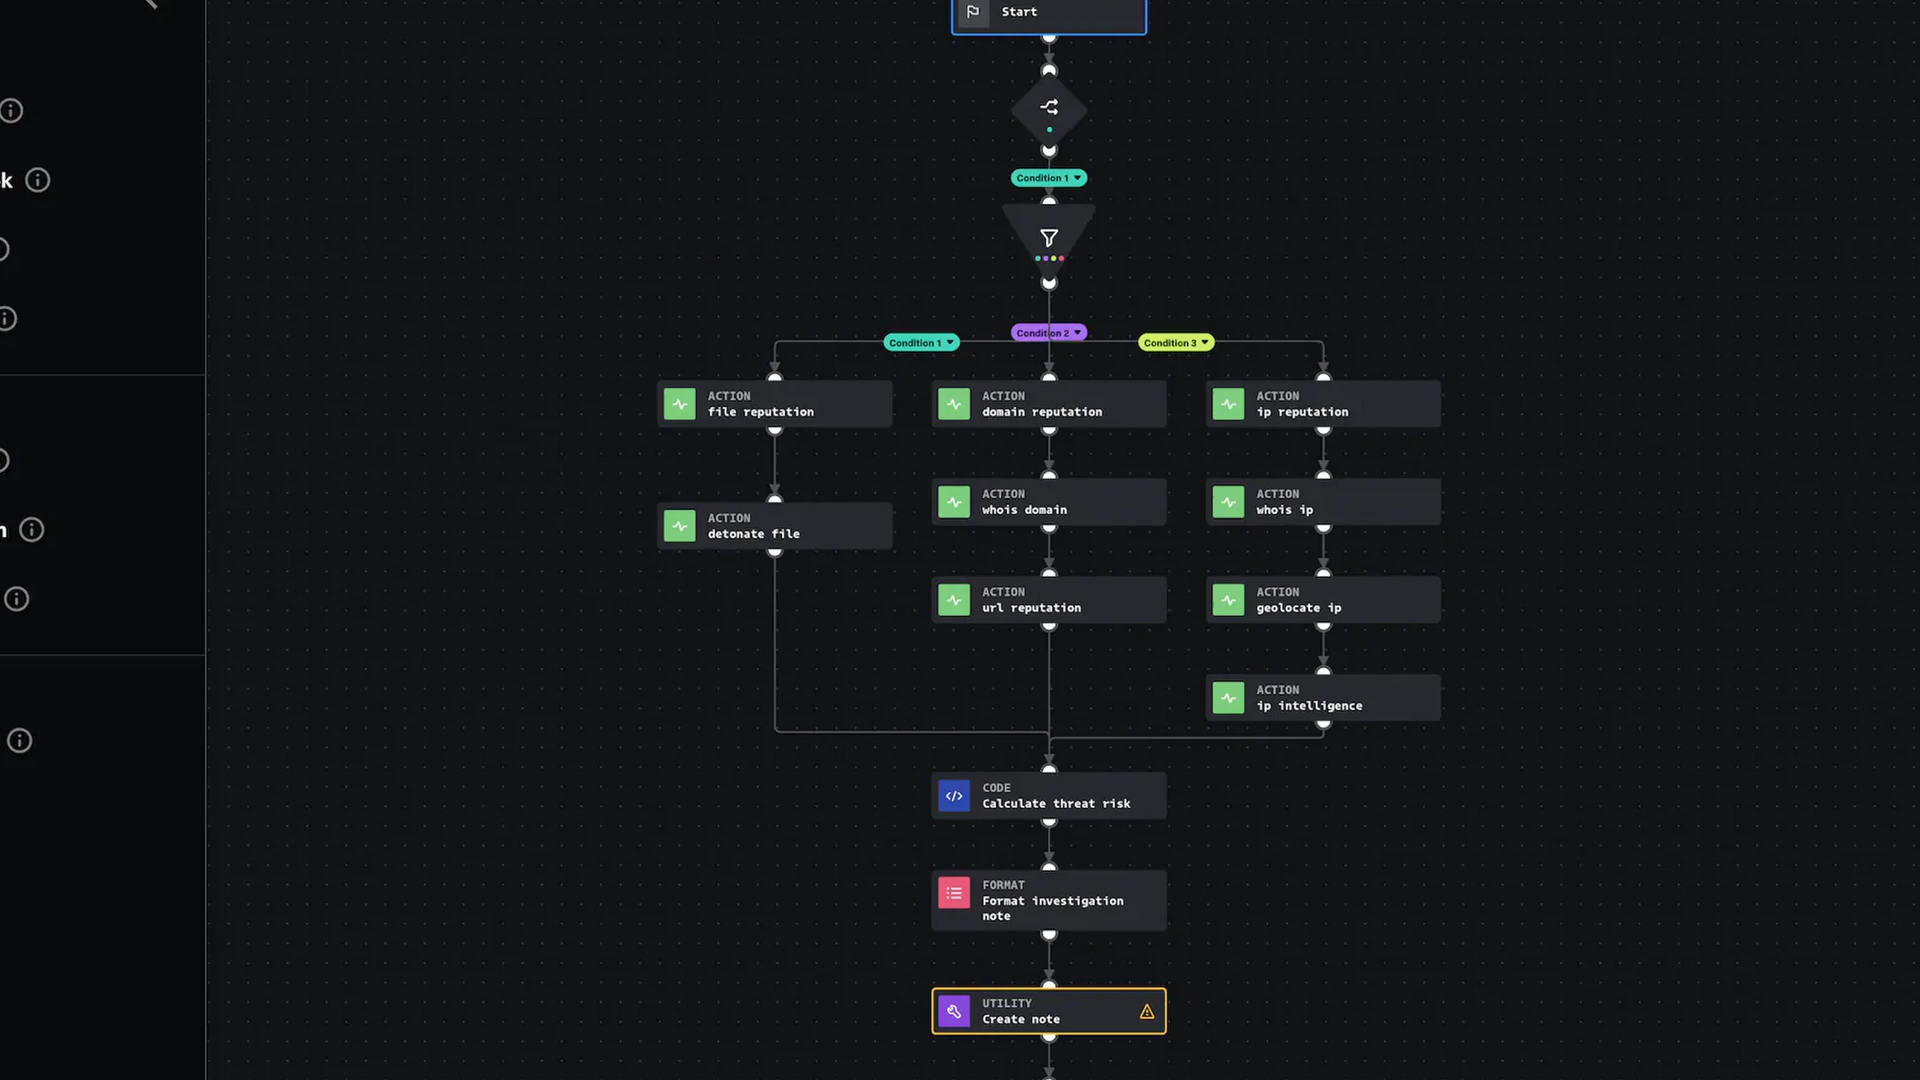 Start
k
Condition 1
Condition 2
Condition 1
Condition 3
ACTION
file reputation
ACTION
domain reputation
ACTION
ip reputation
ACTION
whois domain
ACTION
whois ip
ACTION
detonate file
n
ACTION
url reputation
ACTION
geolocate ip
ACTION
ip intelligence
CODE
Calculate threat risk
FORMAT
Format investigation
note
UTILITY
Create note